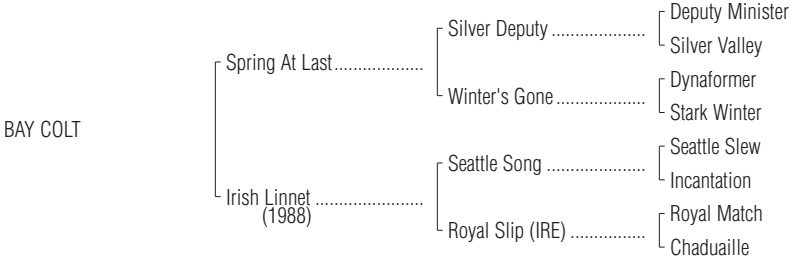 Deputy Minister
Silver Deputy .....................
Silver Valley
Spring At Last....................
Dynaformer
Winter's Gone....................
Stark Winter
BAY COLT
Seattle Slew
Seattle Song ......................
Incantation
Irish Linnet ........................
(1988)
Royal Match
Royal Slip (IRE) .................
Chaduaille